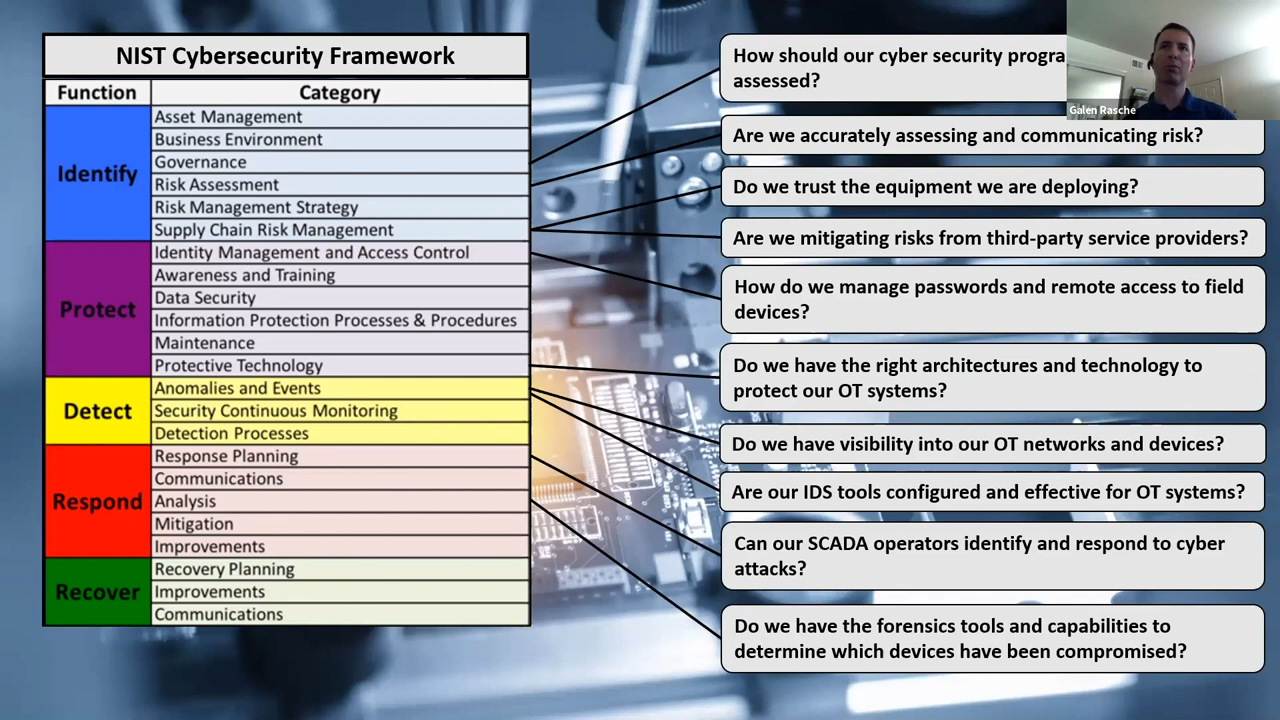 NIST Cybersecurity Framework
Function
Category
Identify
Asset Management
Business Environment
Governance
Risk Assessment
Risk Management Strategy
Supply Chain Risk Management
Protect
Identity Management and Access Control
Awareness and Training
Data Security
Information Protection Processes & Procedures
Maintenance
Protective Technology
Detect
Anomalies and Events
Security Continuous Monitoring
Detection Processes
Respond
Response Planning
Communications
Analysis
Mitigation
Improvements
Recover
Recovery Planning
Improvements
Communications
How should our cyber security
assessed?
Are we accurately assessing and communicating risk?
Do we trust the equipment we are deploying?
Are we mitigating risks from third-party service providers?
How do we manage passwords and remote access to field
devices?
Do we have the right architectures and technology to
protect our OT systems?
Do we have visibility into our OT networks and devices?
Are our IDS tools configured and effective for OT systems?
Can our SCADA operators identify and respond to cyber
attacks?
Do we have the forensics tools and capabilities to
determine which devices have been compromised?
Galen Rasche